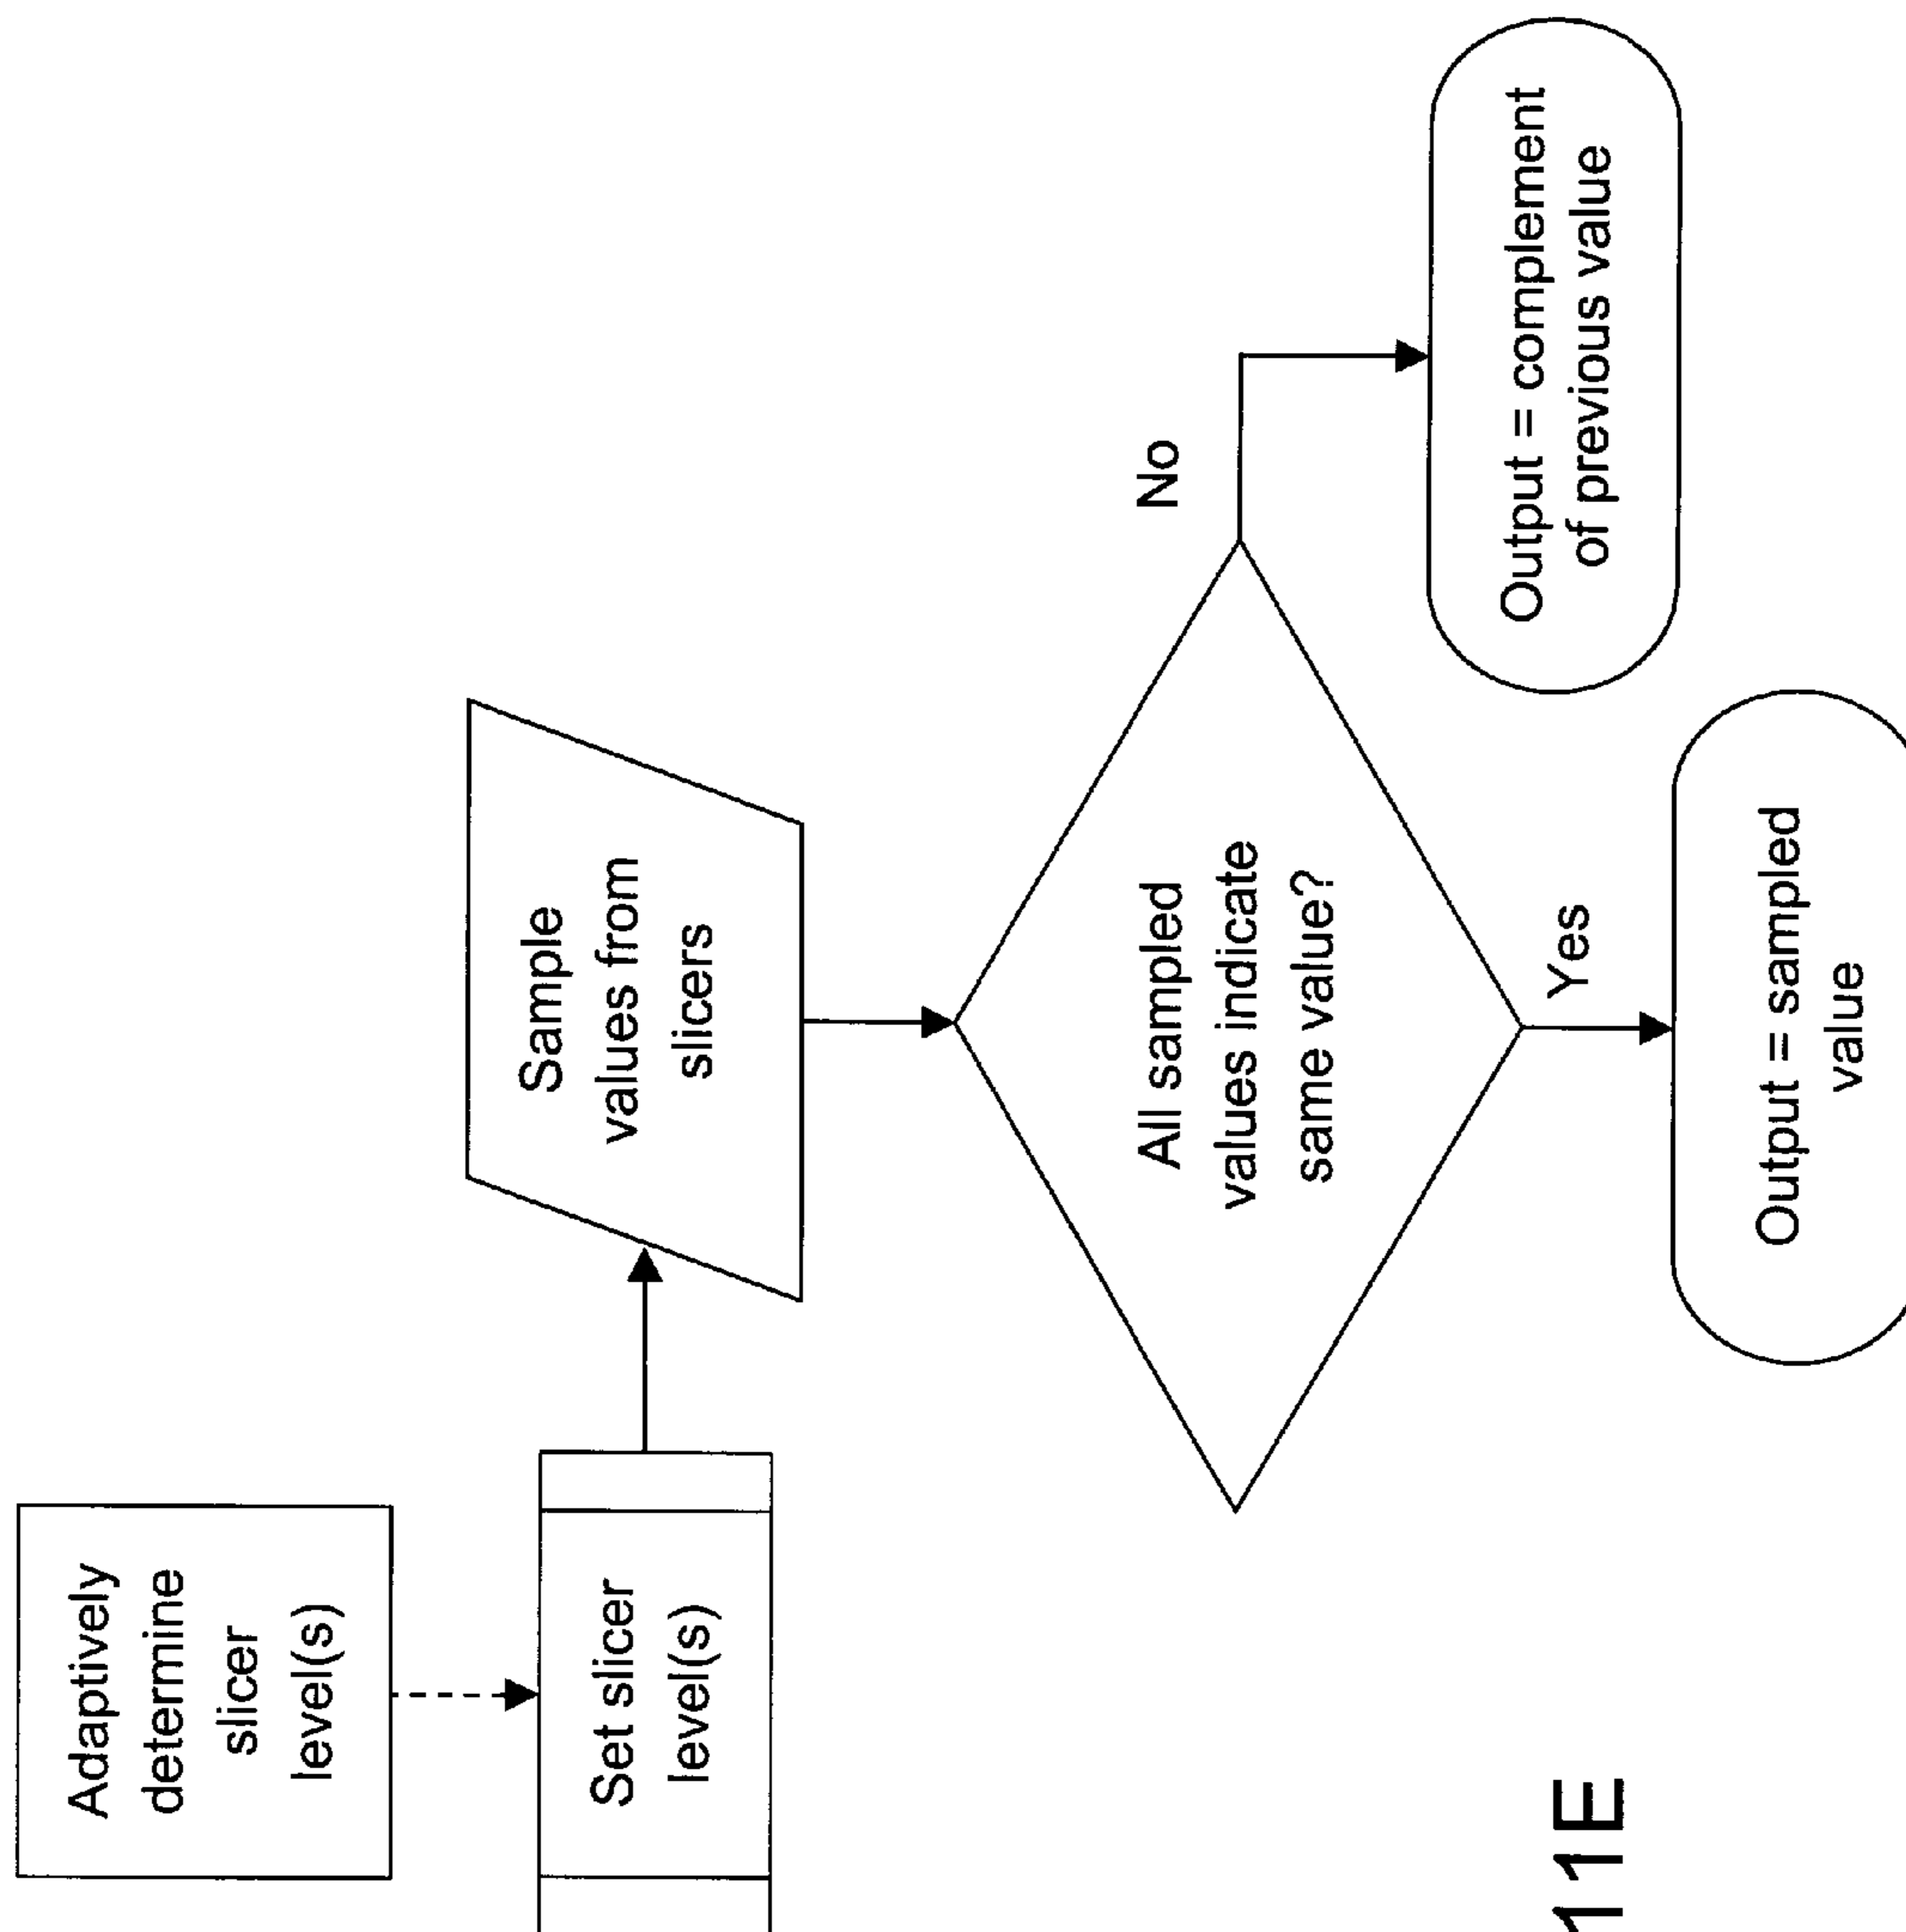 Adaptively
determine
slicer
level(s)
Set slicer
level(s)
Sample
values from
slicers
All sampled
values indicate
same value?
No
Output = complement
of previous value
Yes
Output = sampled
value
11E